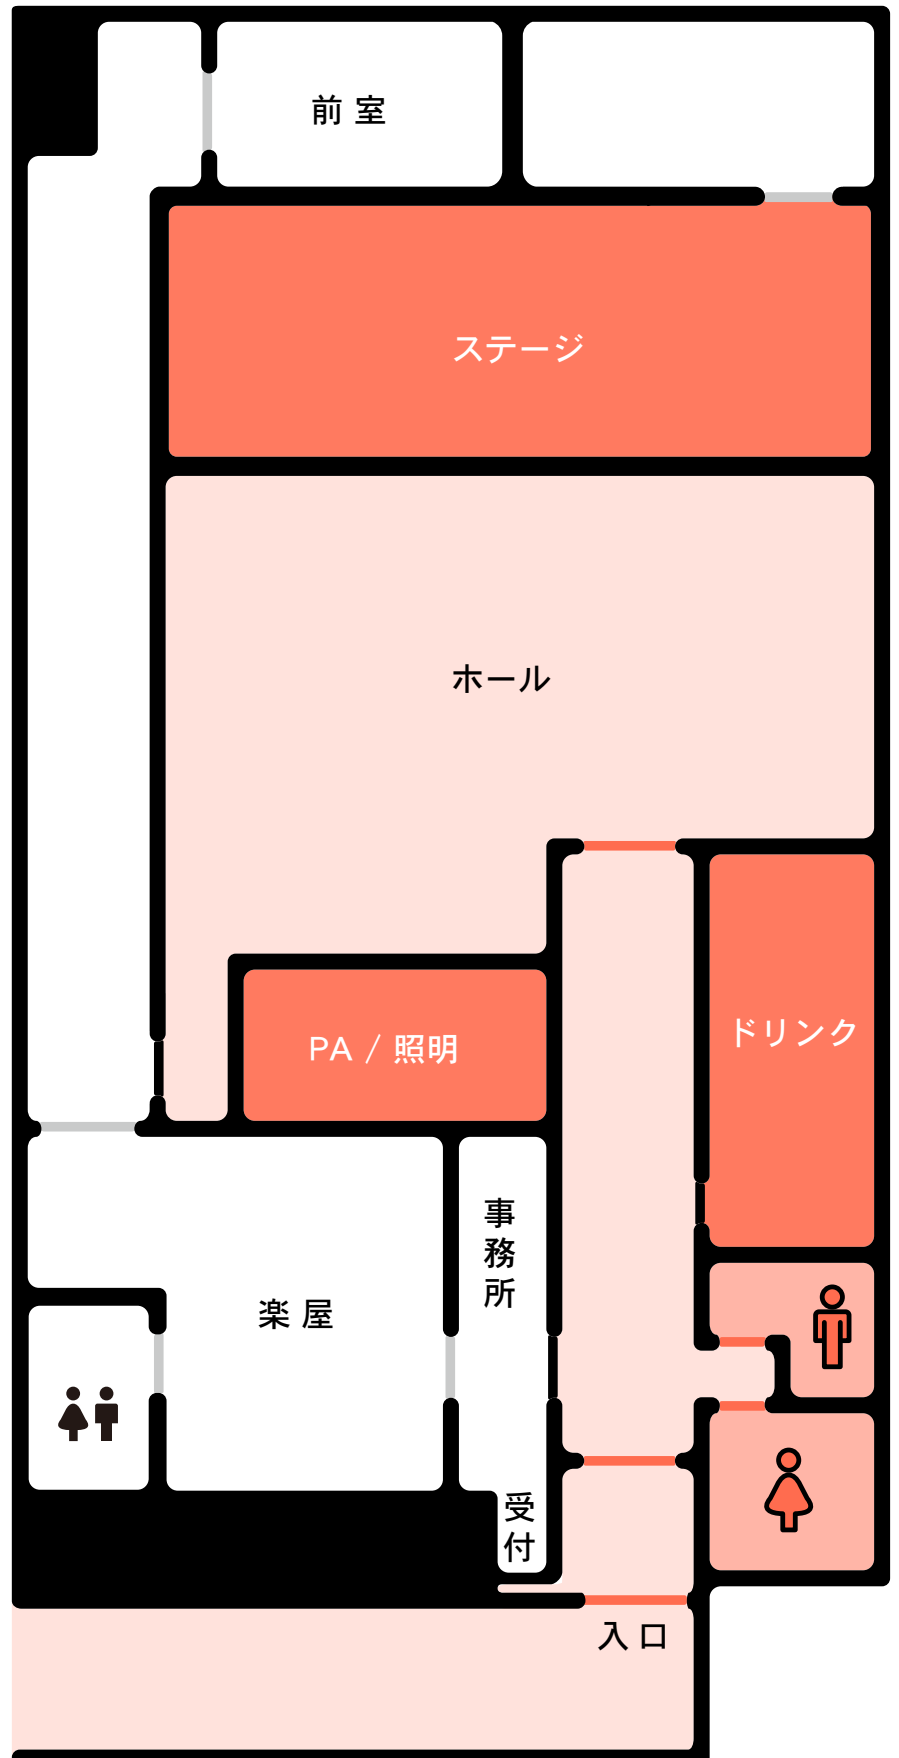 前室
ステージ
ホール
ドリンク
PA / 照明
事務所
楽屋
受付
入口